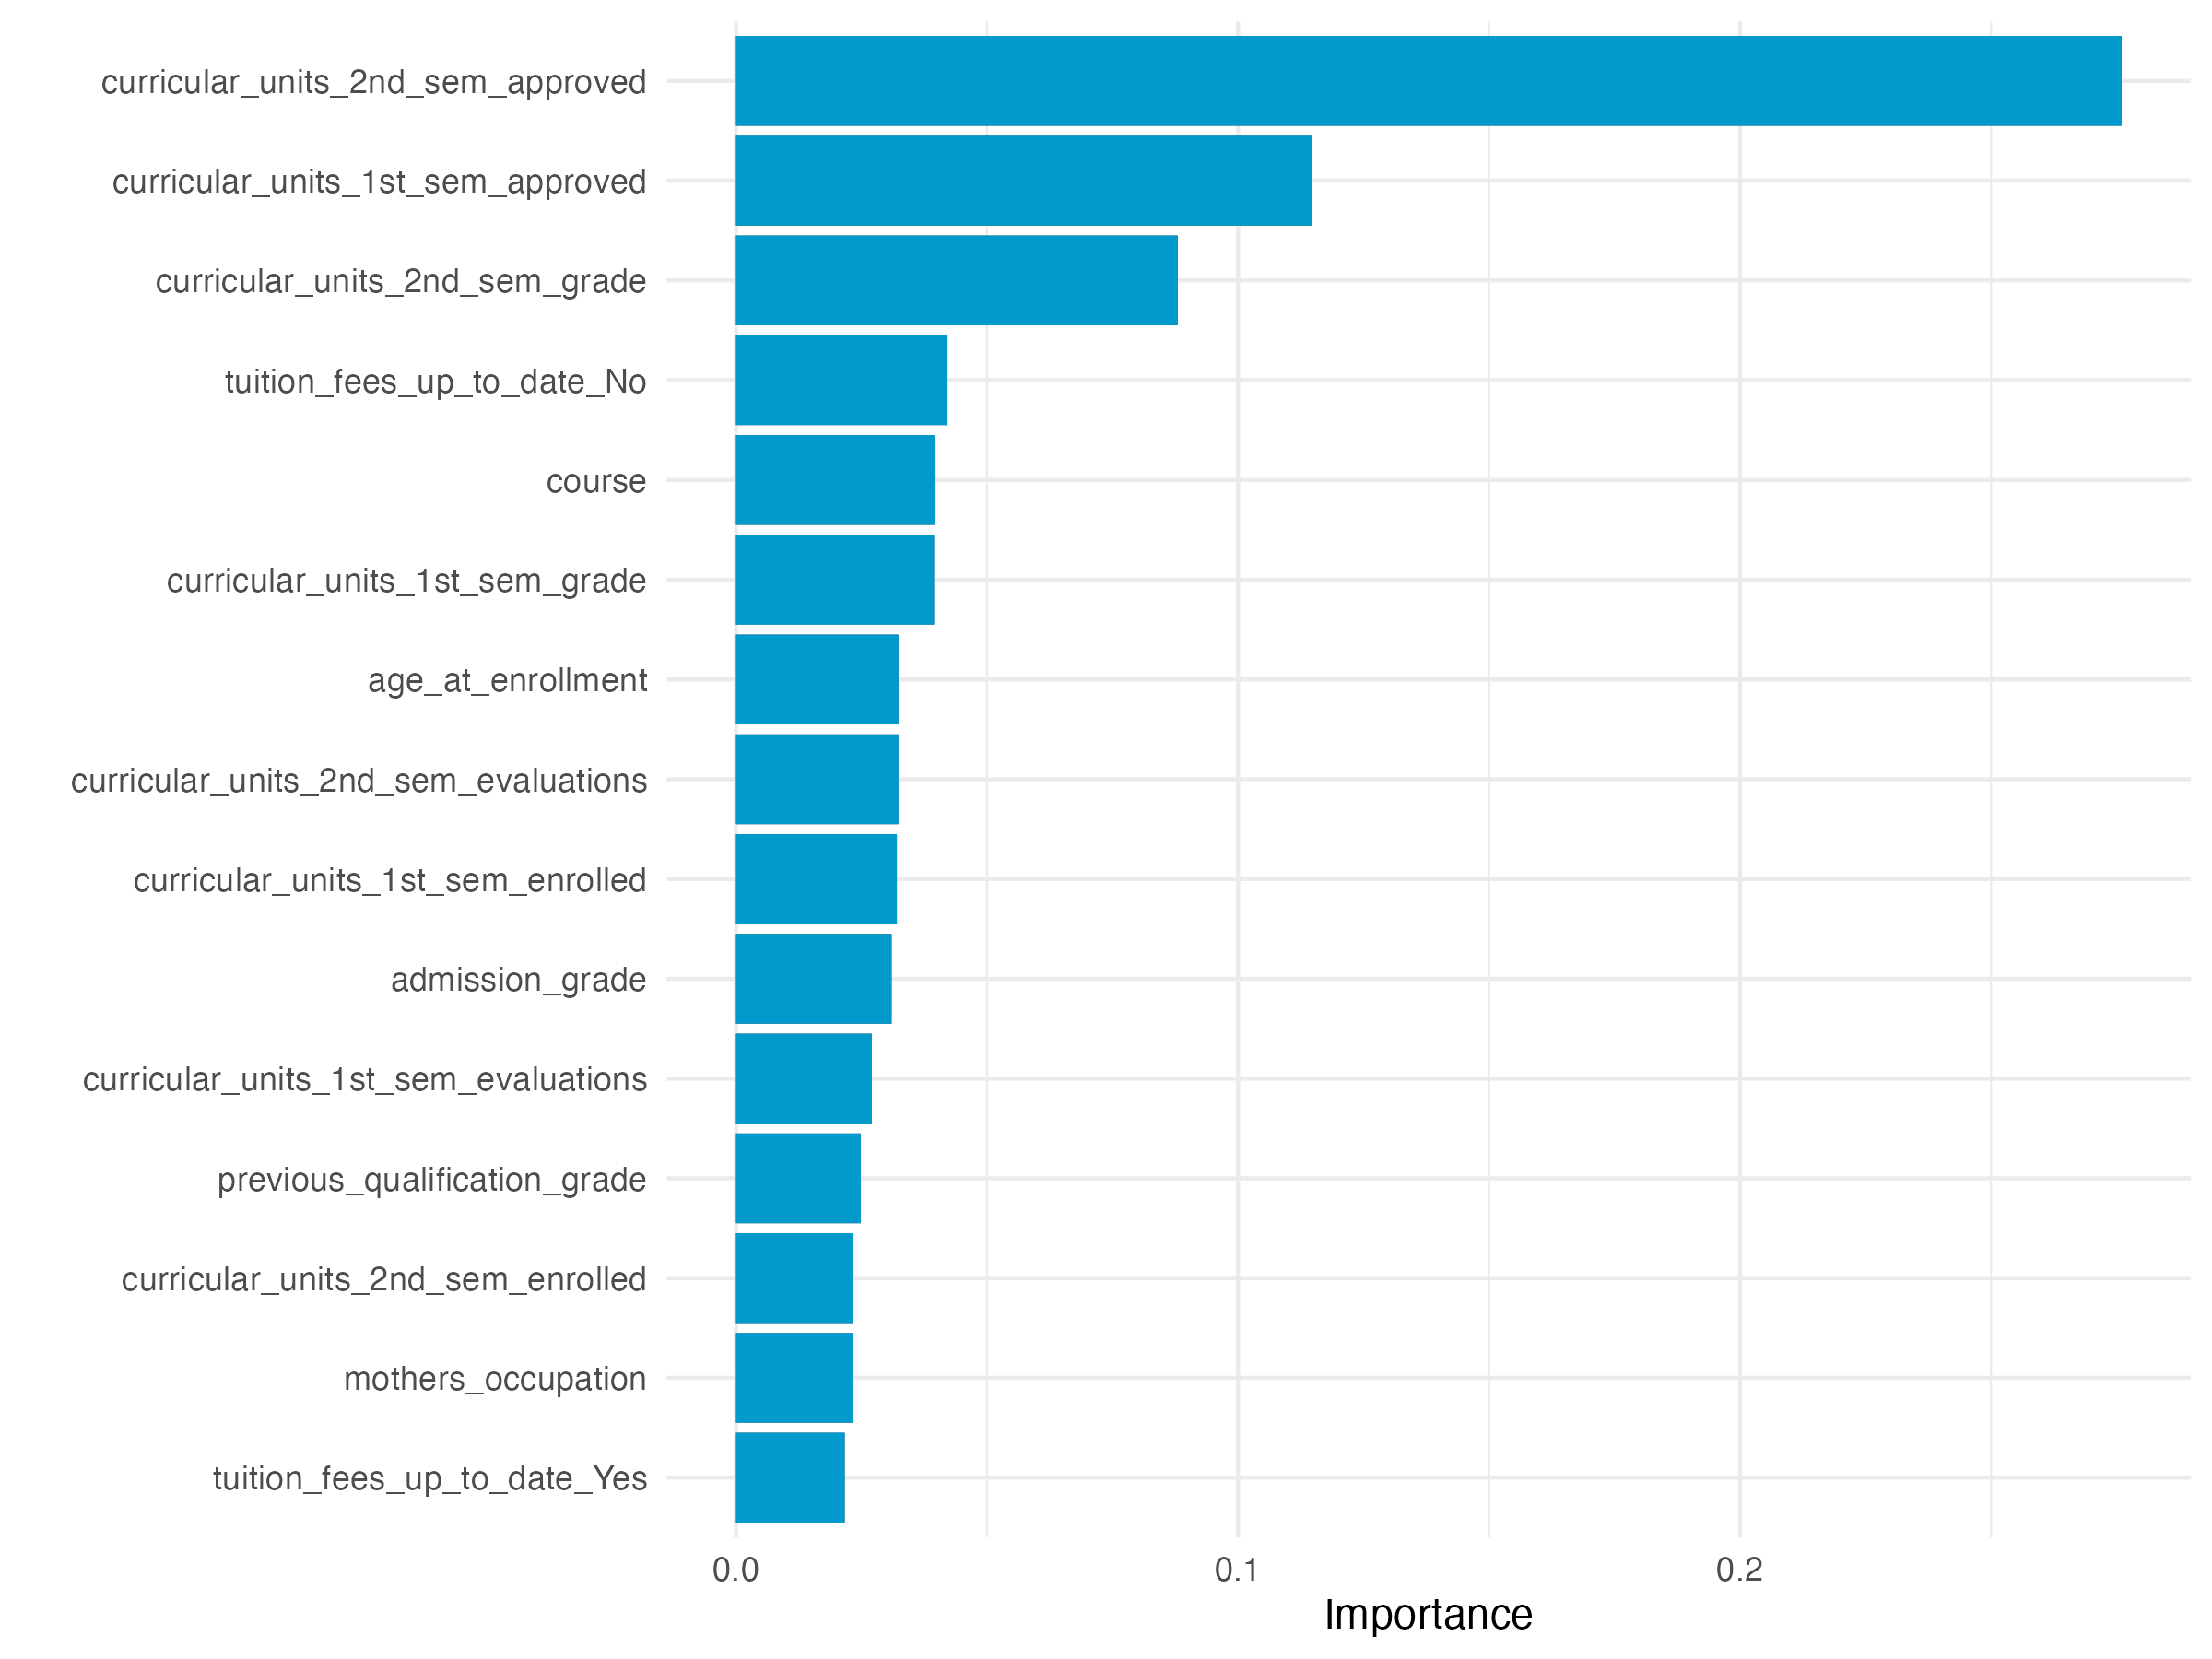 curricular_units_2nd_sem_approved
curricular_units_1st_sem_approved
curricular_units_2nd_sem_grade
tuition_fees_up_to_date_No
course
curricular_units_1st_sem_grade
age_at_enrollment
curricular_units_2nd_sem_evaluations
curricular_units_1st_sem_enrolled
admission_grade
curricular_units_1st_sem_evaluations
previous_qualification_grade
curricular_units_2nd_sem_enrolled
mothers_occupation
tuition_fees_up_to_date_Yes
0.0 0.1 0.2
Importance